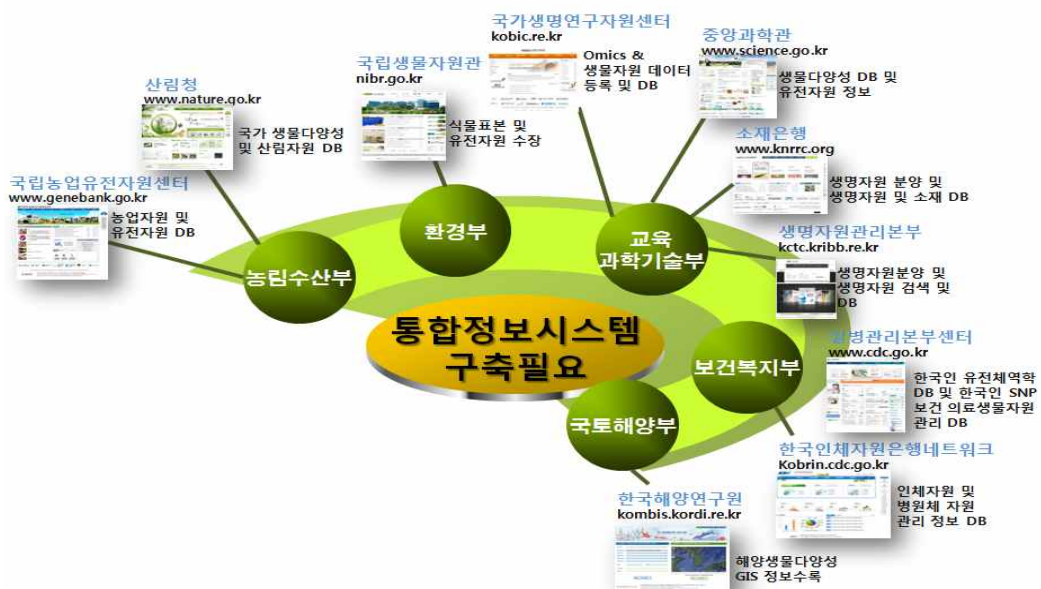 국가생명연구자원센터
kobic.re.kr
Omics &
생물자원 데이터
등록 및 DB
중앙과학관
www.science.go.kr
생물다양성 DB 및
유전자원 정보
국립생물자원관
nibr.go.kr
식물표본 및
유전자원 수장
산림청
www.nature.go.kr
국가 생물다양성
및 산림자원 DB
소재은행
www.knrrc.org
생명자원 분양 및
생명자원 및 소재 DB
국립농업유전자원센터
www.genebank.go.kr
농업자원 및
유전자원 DB
생명자원관리본부
kctc.kribb.re.kr
생명자원분양 및
생명자원 검색 및
DB
농림수산부
환경부
교육
과학기술부
통합정보시스템
구축필요
보건복지부
국토해양부
질병관리본부센터
www.cdc.go.kr
한국인 유전체역학
DB 및 한국인 SNP
보건 의료생물자원
관리 DB
한국인체자원은행네트워크
Kobrin.cdc.go.kr
인체자원 및
병원체 자원
관리 정보 DB
한국해양연구원
kombis.kordi.re.kr
해양생물다양성
GIS 정보수록